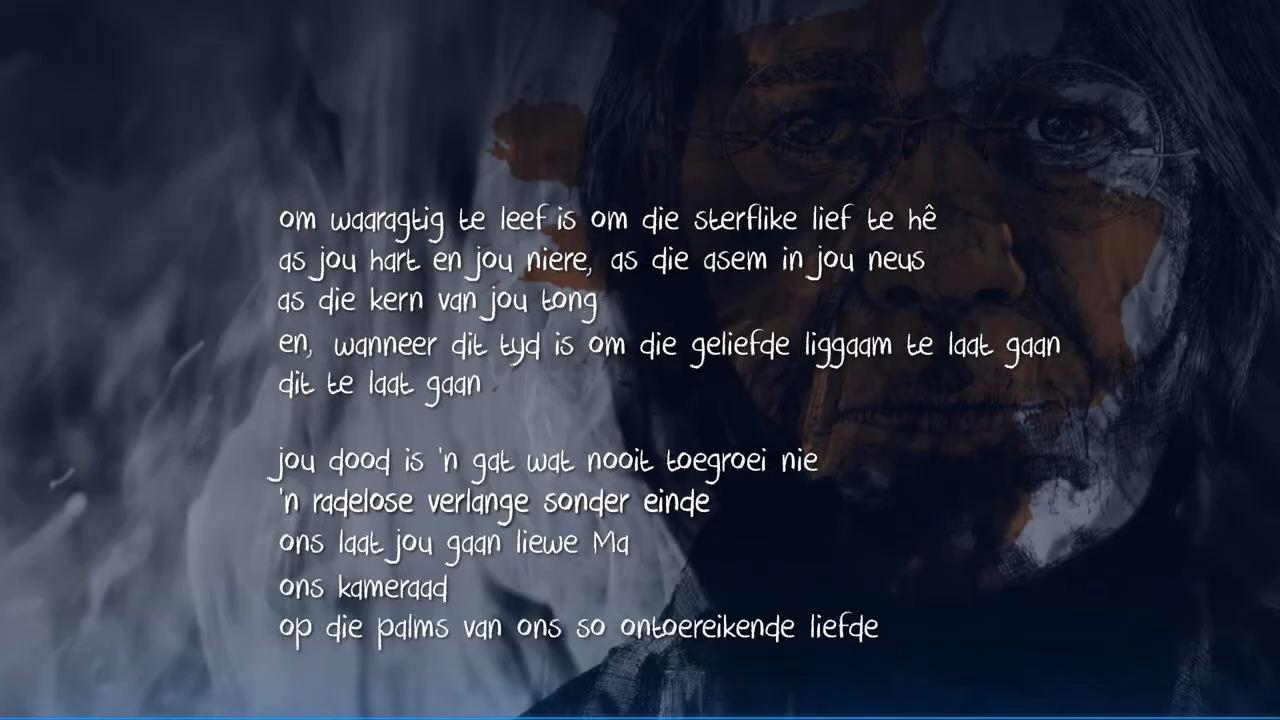 om waaragtig te leef is om die sterflike lief te hê
as jou hart en jou niere, as die asem in jou neus
as die kern van jou tong
en, wanneer dit tyd is om die geliefde liggaam te laat gaan
dit te laat gaan
jou dood is 'n gat wat nooit toegroei nie
'n radelose verlange sonder einde
ons laat jou gaan liewe Ma
ons kameraad
op die palms van ons so ontoereikende liefde